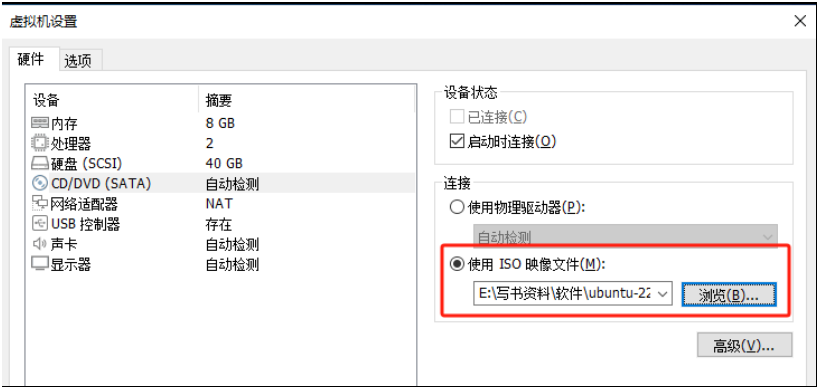 虚拟机设置
硬件 选项
设备 摘要
内存 8 GB
处理器 2
硬盘 (SCSI) 40 GB
CD/DVD (SATA) 自动检测
网络适配器 NAT
USB 控制器 存在
声卡 自动检测
显示器 自动检测
设备状态
已连接(C)
启动时连接(O)
连接
使用物理驱动器(P):
自动检测
使用 ISO 映像文件(M):
E:\写书资料\软件\ubuntu-22 浏览(B)...
高级(V)...